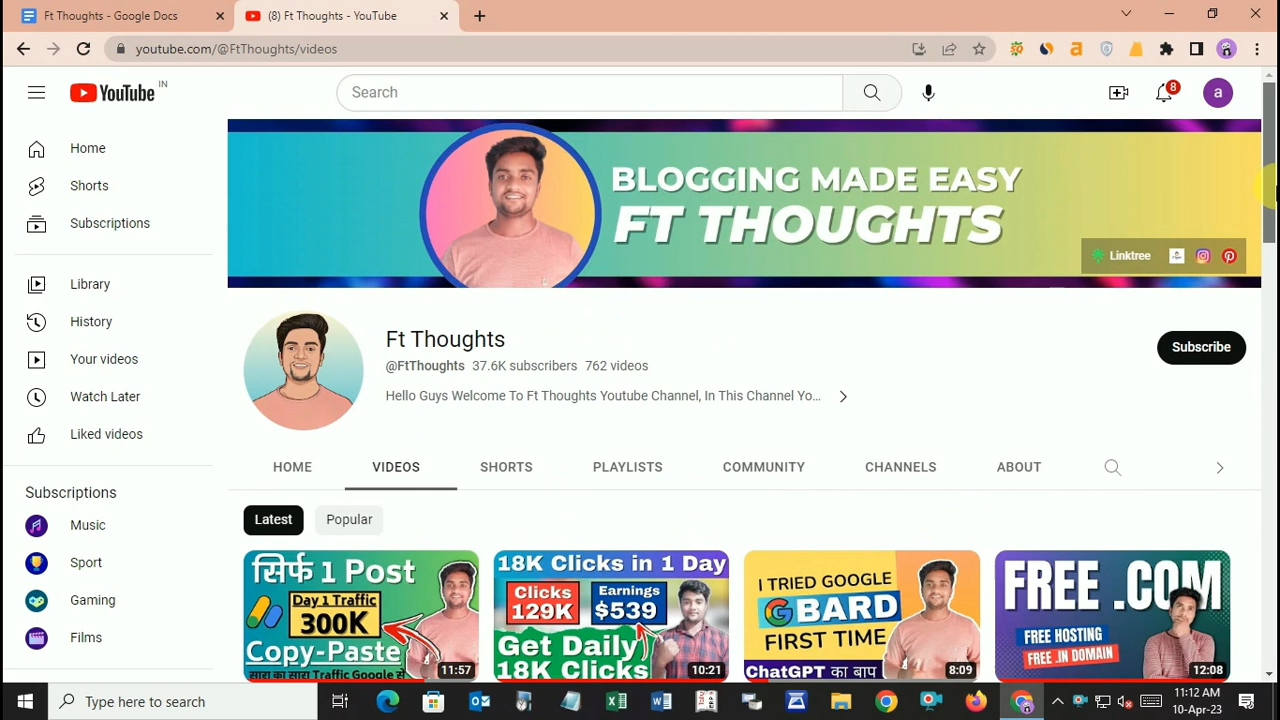 Ft Thoughts - Google Docs
(8) Ft Thoughts - YouTube
youtube.com/@FtThoughts/videos
YouTube IN
Search
8
a
Home
Shorts
Subscriptions
Library
History
Your videos
Watch Later
Liked videos
Subscriptions
Music
Sport
Gaming
Films
BLOGGING MADE EASY
FT THOUGHTS
Linktree
Ft Thoughts
@FtThoughts 37.6K subscribers 762 videos
Hello Guys Welcome To Ft Thoughts Youtube Channel, In This Channel Yo...
Subscribe
HOME VIDEOS SHORTS PLAYLISTS COMMUNITY CHANNELS ABOUT
Latest Popular
सिर्फ 1 Post
Day 1 Traffic
300K
Copy-Paste
सारा का सारा Traffic Google से
11:57
18K Clicks in 1 Day
Clicks
129K
Earnings
$539
Get Daily
18K Clicks
10:21
I TRIED GOOGLE
BARD
FIRST TIME
ChatGPT का बाप
8:09
FREE .COM
FREE HOSTING
FREE .IN DOMAIN
12:08
Type here to search
11:12 AM
10-Apr-23